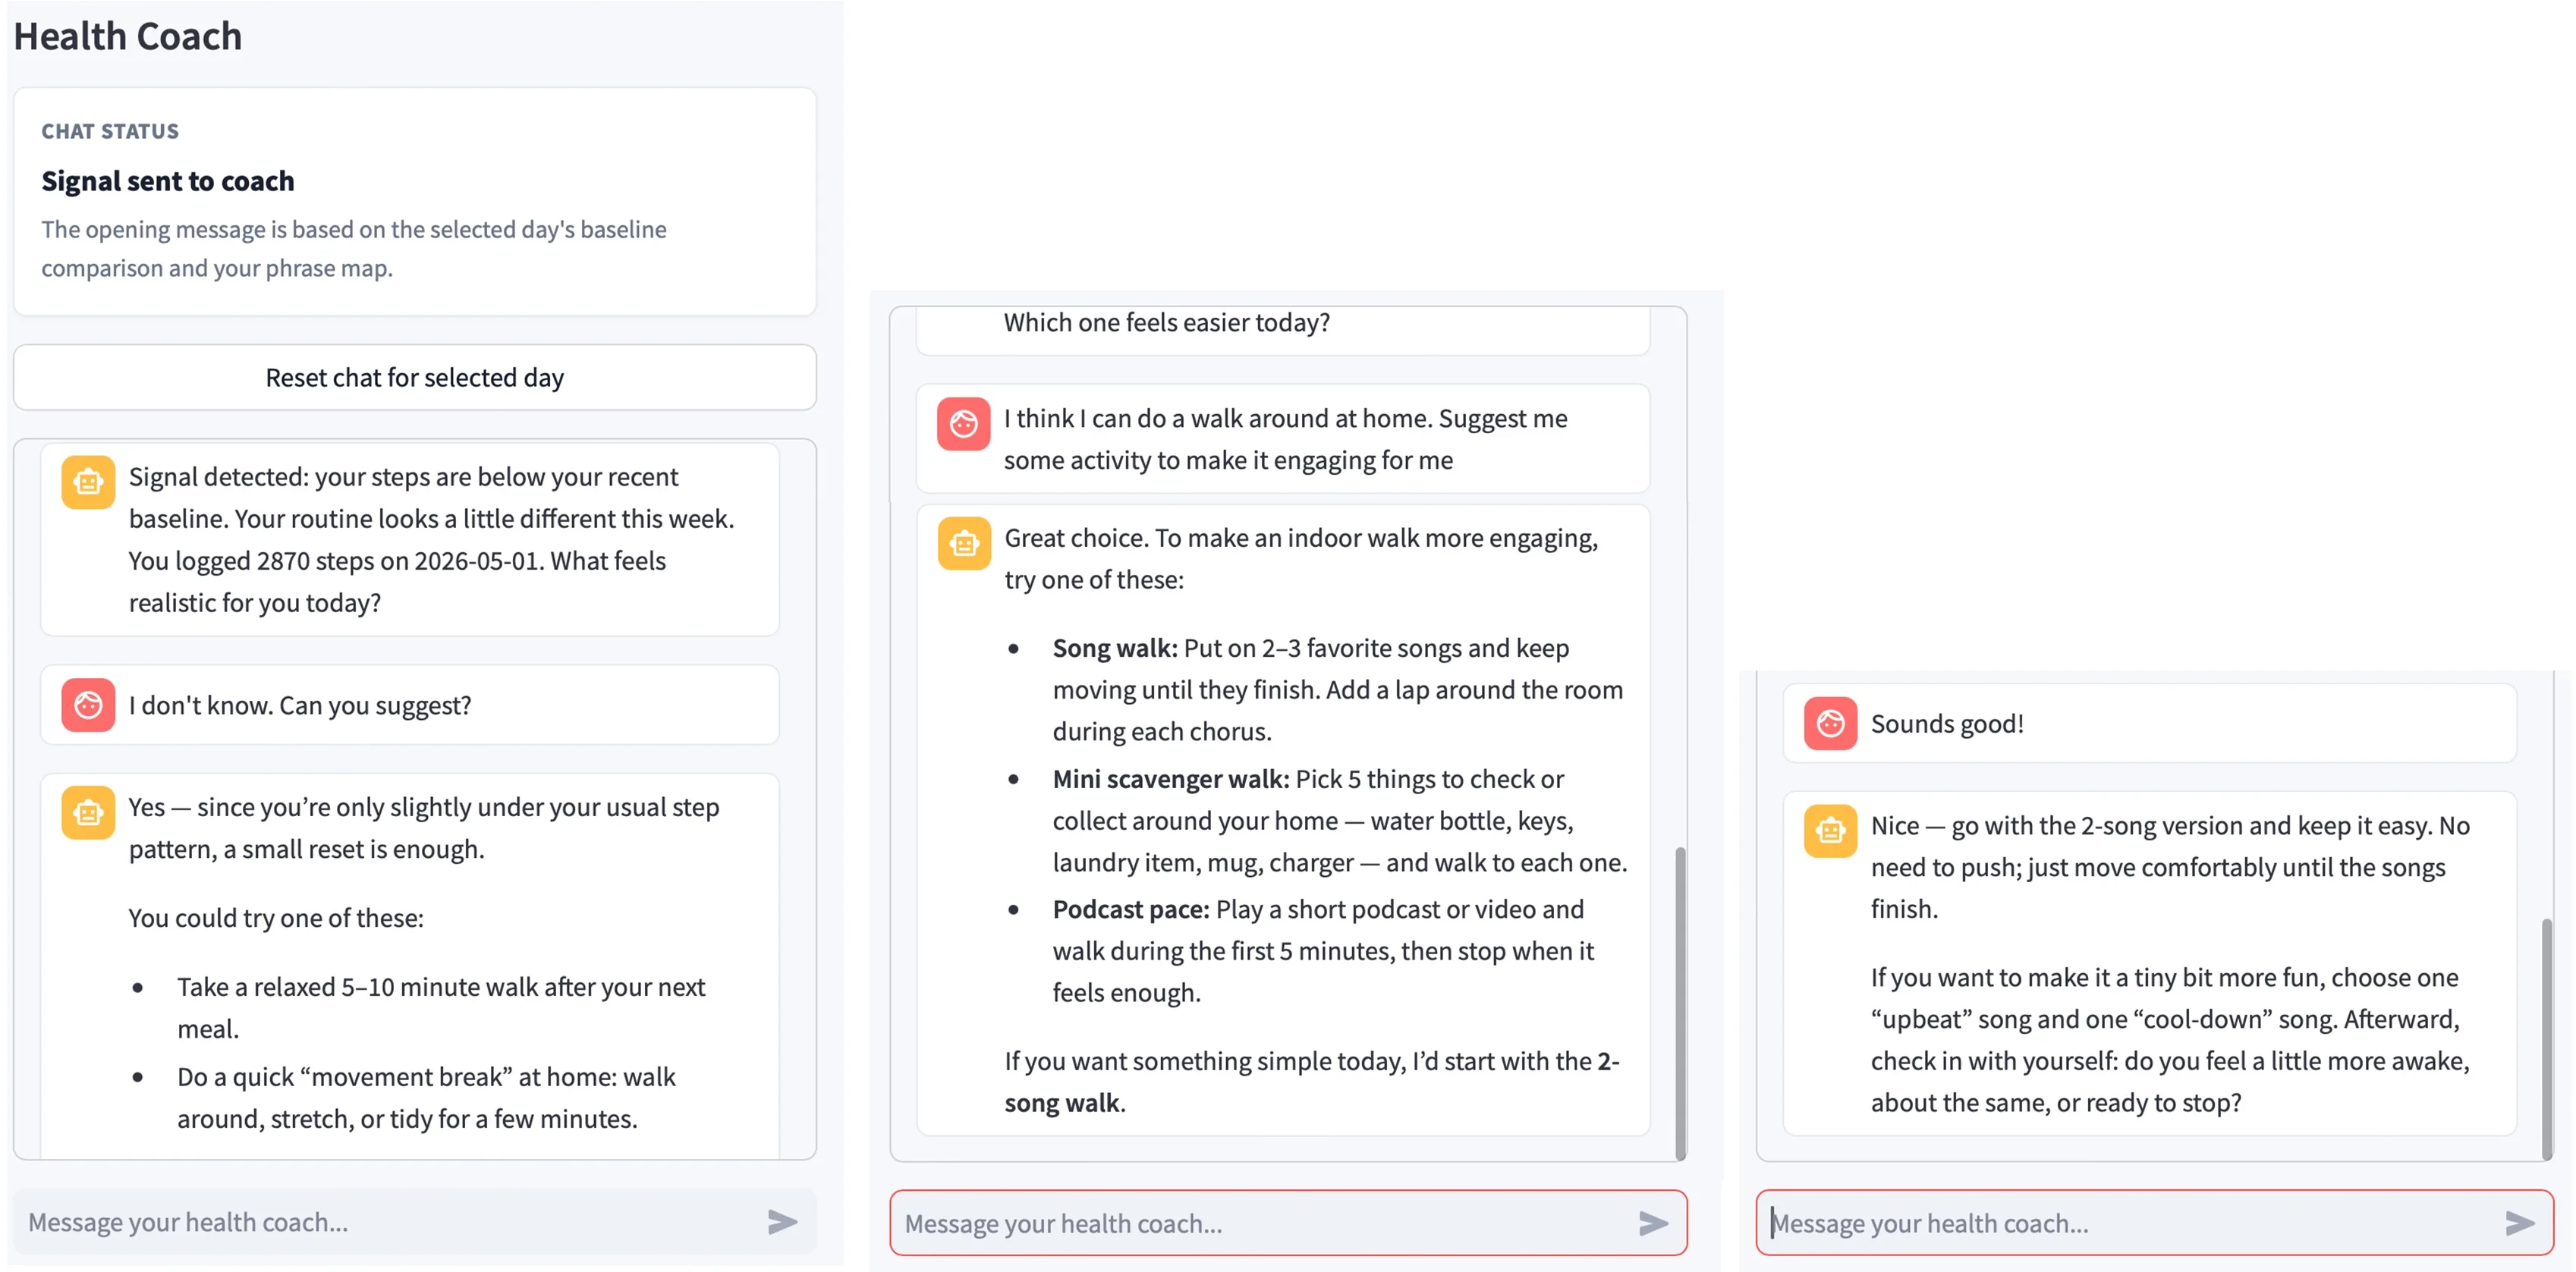 Health Coach
CHAT STATUS
Signal sent to coach
The opening message is based on the selected day's baseline
comparison and your phrase map.
Reset chat for selected day
Signal detected: your steps are below your recent
baseline. Your routine looks a little different this week.
You logged 2870 steps on 2026-05-01. What feels
realistic for you today?
I don't know. Can you suggest?
Yes — since you’re only slightly under your usual step
pattern, a small reset is enough.
You could try one of these:
• Take a relaxed 5–10 minute walk after your next
meal.
• Do a quick “movement break” at home: walk
around, stretch, or tidy for a few minutes.
Message your health coach...
Which one feels easier today?
I think I can do a walk around at home. Suggest me
some activity to make it engaging for me
Great choice. To make an indoor walk more engaging,
try one of these:
• Song walk: Put on 2–3 favorite songs and keep
moving until they finish. Add a lap around the room
during each chorus.
• Mini scavenger walk: Pick 5 things to check or
collect around your home — water bottle, keys,
laundry item, mug, charger — and walk to each one.
• Podcast pace: Play a short podcast or video and
walk during the first 5 minutes, then stop when it
feels enough.
If you want something simple today, I’d start with the 2-
song walk.
Message your health coach...
Sounds good!
Nice — go with the 2-song version and keep it easy. No
need to push; just move comfortably until the songs
finish.
If you want to make it a tiny bit more fun, choose one
“upbeat” song and one “cool-down” song. Afterward,
check in with yourself: do you feel a little more awake,
about the same, or ready to stop?
Message your health coach...